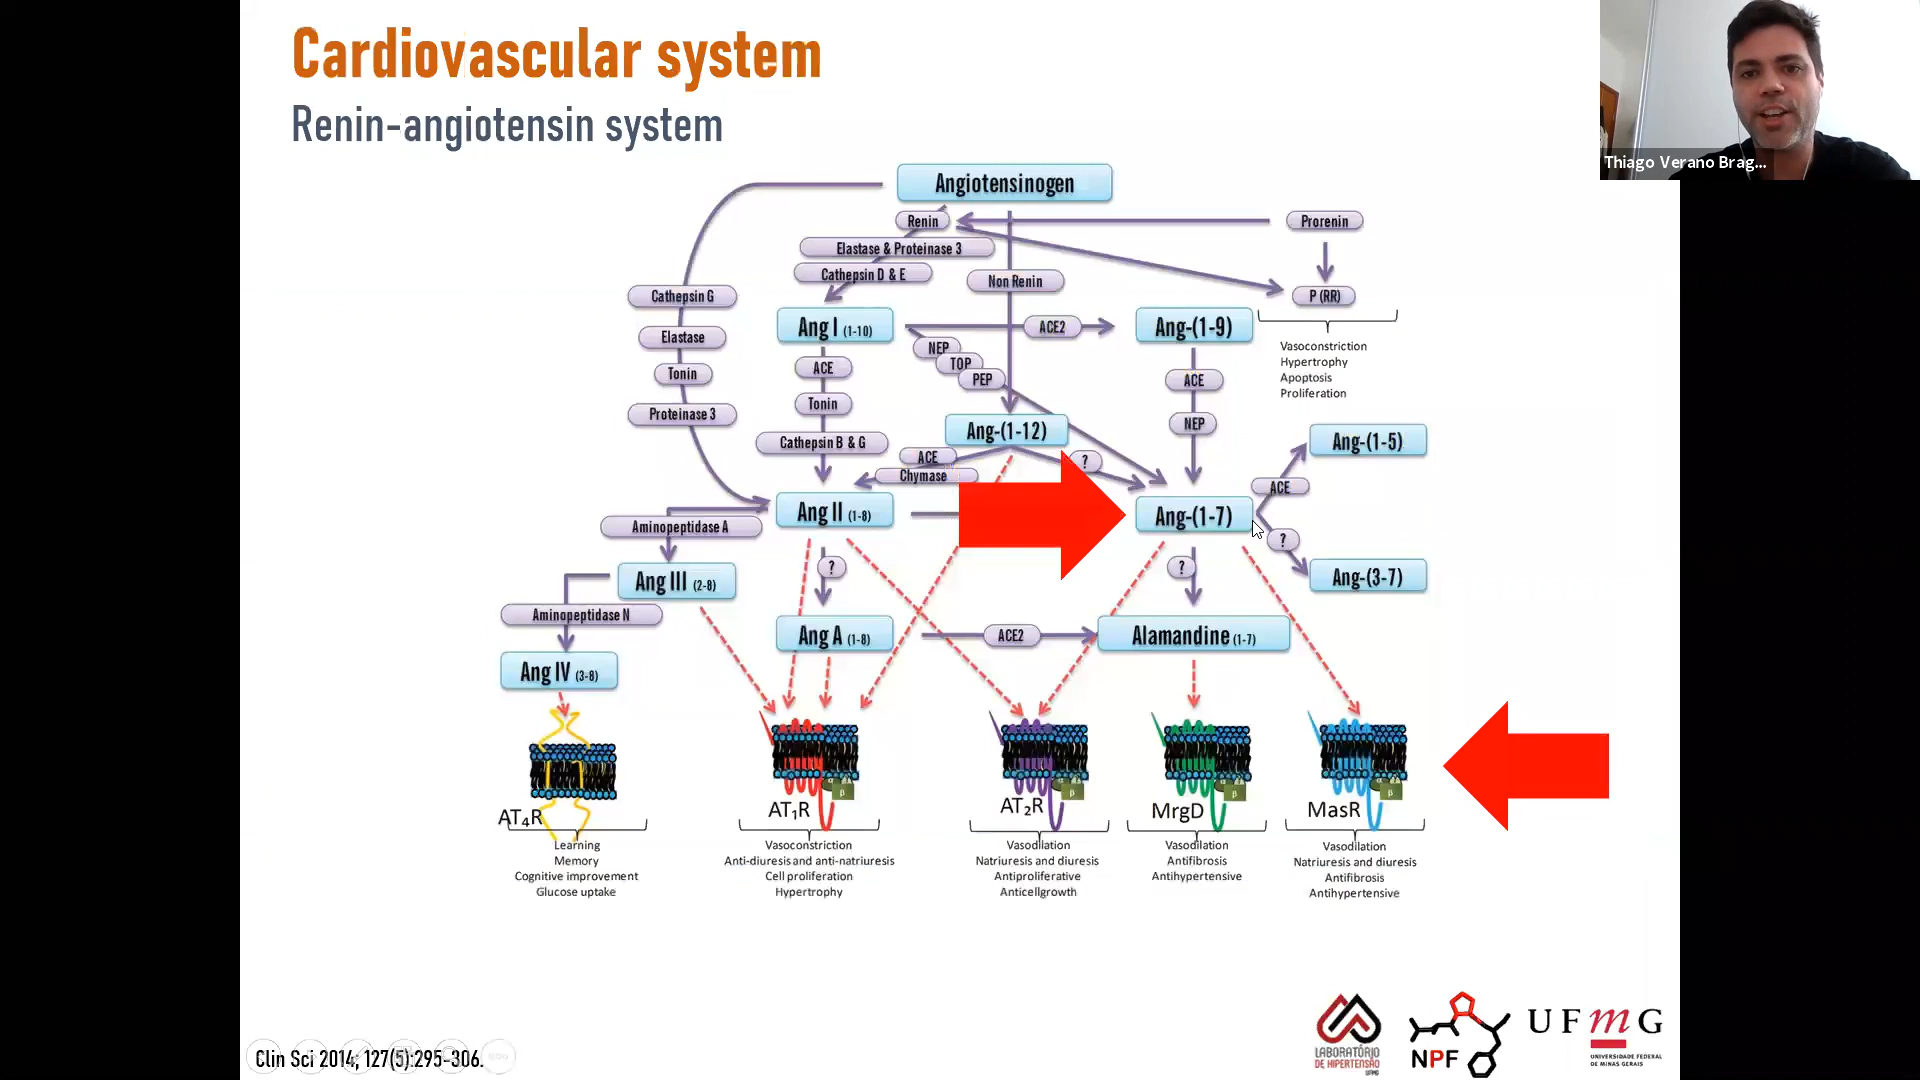 Cardiovascular system
Renin-angiotensin system
Thiago Verano Brag...
Angiotensinogen
Renin
Prorenin
Elastase & Proteinase 3
Cathepsin D & E
Non Renin
P (RR)
Cathepsin G
Ang I (1-10)
ACE2
Ang-(1-9)
Elastase
NEP
TOP
PEP
Vasoconstriction
Hypertrophy
Apoptosis
Proliferation
ACE
ACE
Tonin
Tonin
Proteinase 3
NEP
Cathepsin B & G
Ang-(1-12)
Ang-(1-5)
ACE
Chymase
?
ACE
Ang II (1-8)
Ang-(1-7)
Aminopeptidase A
?
?
?
Ang III (2-8)
Ang-(3-7)
Aminopeptidase N
Ang A (1-8)
ACE2
Alamandine (1-7)
Ang IV (3-8)
α
β
α
β
α
β
β
AT4R
AT1R
AT2R
MrgD
MasR
Learning
Memory
Cognitive improvement
Glucose uptake
Vasoconstriction
Anti-diuresis and anti-natriuresis
Cell proliferation
Hypertrophy
Vasodilation
Natriuresis and diuresis
Antiproliferative
Anticellgrowth
Vasodilation
Antifibrosis
Antihypertensive
Vasodilation
Natriuresis and diuresis
Antifibrosis
Antihypertensive
Clin Sci 2014; 127(5):295-306.
LABORATÓRIO
DE HIPERTENSÃO
UFMG
NPF
UFmG
UNIVERSIDADE FEDERAL
DE MINAS GERAIS